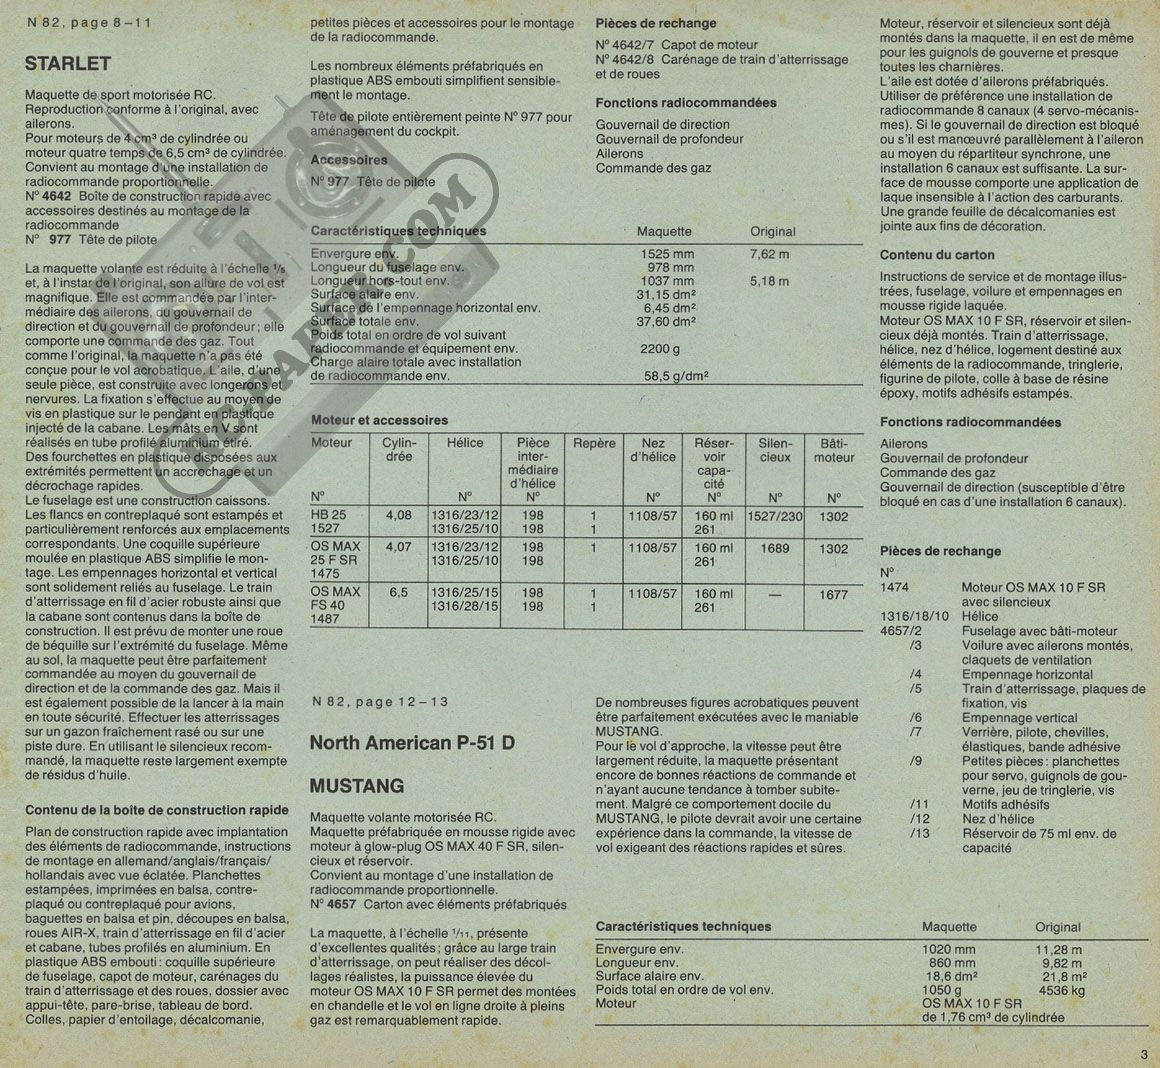 N 82, page 8–11
STARLET
Maquette de sport motorisée RC.
Reproduction conforme à l'original, avec
ailerons.
Pour moteurs de 4 cm³ de cylindrée ou
moteur quatre temps de 6,5 cm³ de cylindrée.
Convient au montage d'une installation de
radiocommande proportionnelle.
N° 4642 Boîte de construction rapide avec
accessoires destinés au montage de la
radiocommande
N° 977 Tête de pilote
La maquette volante est réduite à l'échelle 1/5
et, à l'instar de l'original, son allure de vol est
magnifique. Elle est commandée par l'inter-
médiaire des ailerons, du gouvernail de
direction et du gouvernail de profondeur; elle
comporte une commande des gaz. Tout
comme l'original, la maquette n'a pas été
conçue pour le vol acrobatique. L'aile, d'une
seule pièce, est construite avec longerons et
nervures. La fixation s'effectue au moyen de
vis en plastique sur le pendant en plastique
injecté de la cabane. Les mâts en V sont
réalisés en tube profilé aluminium étiré.
Des fourchettes en plastique disposées aux
extrémités permettent un accrochage et un
décrochage rapides.
Le fuselage est une construction caissons.
Les flancs en contreplaqué sont estampés et
particulièrement renforcés aux emplacements
correspondants. Une coquille supérieure
moulée en plastique ABS simplifie le mon-
tage. Les empennages horizontal et vertical
sont solidement reliés au fuselage. Le train
d'atterrissage en fil d'acier robuste ainsi que
la cabane sont contenus dans la boîte de
construction. Il est prévu de monter une roue
de béquille sur l'extrémité du fuselage. Même
au sol, la maquette peut être parfaitement
commandée au moyen du gouvernail de
direction et de la commande des gaz. Mais il
est également possible de la lancer à la main
en toute sécurité. Effectuer les atterrissages
sur un gazon fraîchement rasé ou sur une
piste dure. En utilisant le silencieux recom-
mandé, la maquette reste largement exempte
de résidus d'huile.
Contenu de la boîte de construction rapide
Plan de construction rapide avec implantation
des éléments de radiocommande, instructions
de montage en allemand/anglais/français/
hollandais avec vue éclatée. Planchettes
estampées, imprimées en balsa, contre-
plaqué ou contreplaqué pour avions,
baguettes en balsa et pin, découpes en balsa,
roues AIR-X, train d'atterrissage en fil d'acier
et cabane, tubes profilés en aluminium. En
plastique ABS embouti: coquille supérieure
de fuselage, capot de moteur, carénages du
train d'atterrissage et des roues, dossier avec
appui-tête, pare-brise, tableau de bord.
Colles, papier d'entoilage, décalcomanie,
petites pièces et accessoires pour le montage
de la radiocommande.
Les nombreux éléments préfabriqués en
plastique ABS embouti simplifient sensible-
ment le montage.
Tête de pilote entièrement peinte N° 977 pour
aménagement du cockpit.
Accessoires
N° 977 Tête de pilote
Pièces de rechange
N° 4642/7 Capot de moteur
N° 4642/8 Carénage de train d'atterrissage
et de roues
Fonctions radiocommandées
Gouvernail de direction
Gouvernail de profondeur
Ailerons
Commande des gaz
Caractéristiques techniques Maquette Original
Envergure env. 1525 mm 7,62 m
Longueur du fuselage env. 978 mm
Longueur hors-tout env. 1037 mm 5,18 m
Surface alaire env. 31,15 dm²
Surface de l'empennage horizontal env. 6,45 dm²
Surface totale env. 37,60 dm²
Poids total en ordre de vol suivant
radiocommande et équipement env. 2200 g
Charge alaire totale avec installation
de radiocommande env. 58,5 g/dm²
Moteur et accessoires
Moteur Cylin- Hélice Pièce Repère Nez Réser- Silen- Bâti-
drée inter- d'hélice voir cieux moteur
médiaire capa-
d'hélice cité
N° N° N° N° N° N° N°
HB 25 4,08 1316/23/12 198 1 1108/57 160 ml 1527/230 1302
1527 1316/25/10 198 1 261
OS MAX 4,07 1316/23/12 198 1 1108/57 160 ml 1689 1302
25 F SR 1316/25/10 198 261
1475
OS MAX 6,5 1316/25/15 198 1 1108/57 160 ml — 1677
FS 40 1316/28/15 198 1 261
1487
N 82, page 12–13
North American P-51 D
MUSTANG
Maquette volante motorisée RC.
Maquette préfabriquée en mousse rigide avec
moteur à glow-plug OS MAX 40 F SR, silen-
cieux et réservoir.
Convient au montage d'une installation de
radiocommande proportionnelle.
N° 4657 Carton avec éléments préfabriqués
La maquette, à l'échelle 1/11, présente
d'excellentes qualités; grâce au large train
d'atterrissage, on peut réaliser des décol-
lages réalistes, la puissance élevée du
moteur OS MAX 10 F SR permet des montées
en chandelle et le vol en ligne droite à pleins
gaz est remarquablement rapide.
De nombreuses figures acrobatiques peuvent
être parfaitement exécutées avec le maniable
MUSTANG.
Pour le vol d'approche, la vitesse peut être
largement réduite, la maquette présentant
encore de bonnes réactions de commande et
n'ayant aucune tendance à tomber subite-
ment. Malgré ce comportement docile du
MUSTANG, le pilote devrait avoir une certaine
expérience dans la commande, la vitesse de
vol exigeant des réactions rapides et sûres.
Moteur, réservoir et silencieux sont déjà
montés dans la maquette, il en est de même
pour les guignols de gouverne et presque
toutes les charnières.
L'aile est dotée d'ailerons préfabriqués.
Utiliser de préférence une installation de
radiocommande 8 canaux (4 servo-mécanis-
mes). Si le gouvernail de direction est bloqué
ou s'il est manœuvré parallèlement à l'aileron
au moyen du répartiteur synchrone, une
installation 6 canaux est suffisante. La sur-
face de mousse comporte une application de
laque insensible à l'action des carburants.
Une grande feuille de décalcomanies est
jointe aux fins de décoration.
Contenu du carton
Instructions de service et de montage illus-
trées, fuselage, voilure et empennages en
mousse rigide laquée.
Moteur OS MAX 10 F SR, réservoir et silen-
cieux déjà montés. Train d'atterrissage,
hélice, nez d'hélice, logement destiné aux
éléments de la radiocommande, tringlerie,
figurine de pilote, colle à base de résine
époxy, motifs adhésifs estampés.
Fonctions radiocommandées
Ailerons
Gouvernail de profondeur
Commande des gaz
Gouvernail de direction (susceptible d'être
bloqué en cas d'une installation 6 canaux).
Pièces de rechange
N°
1474 Moteur OS MAX 10 F SR
avec silencieux
1316/18/10 Hélice
4657/2 Fuselage avec bâti-moteur
/3 Voilure avec ailerons montés,
claquets de ventilation
/4 Empennage horizontal
/5 Train d'atterrissage, plaques de
fixation, vis
/6 Empennage vertical
/7 Verrière, pilote, chevilles,
élastiques, bande adhésive
/9 Petites pièces: planchettes
pour servo, guignols de gou-
verne, jeu de tringlerie, vis
/11 Motifs adhésifs
/12 Nez d'hélice
/13 Réservoir de 75 ml env. de
capacité
Caractéristiques techniques Maquette Original
Envergure env. 1020 mm 11,28 m
Longueur env. 860 mm 9,82 m
Surface alaire env. 18,6 dm² 21,8 m²
Poids total en ordre de vol env. 1050 g 4536 kg
Moteur OS MAX 10 F SR
de 1,76 cm³ de cylindrée
3
RCPAPER.COM